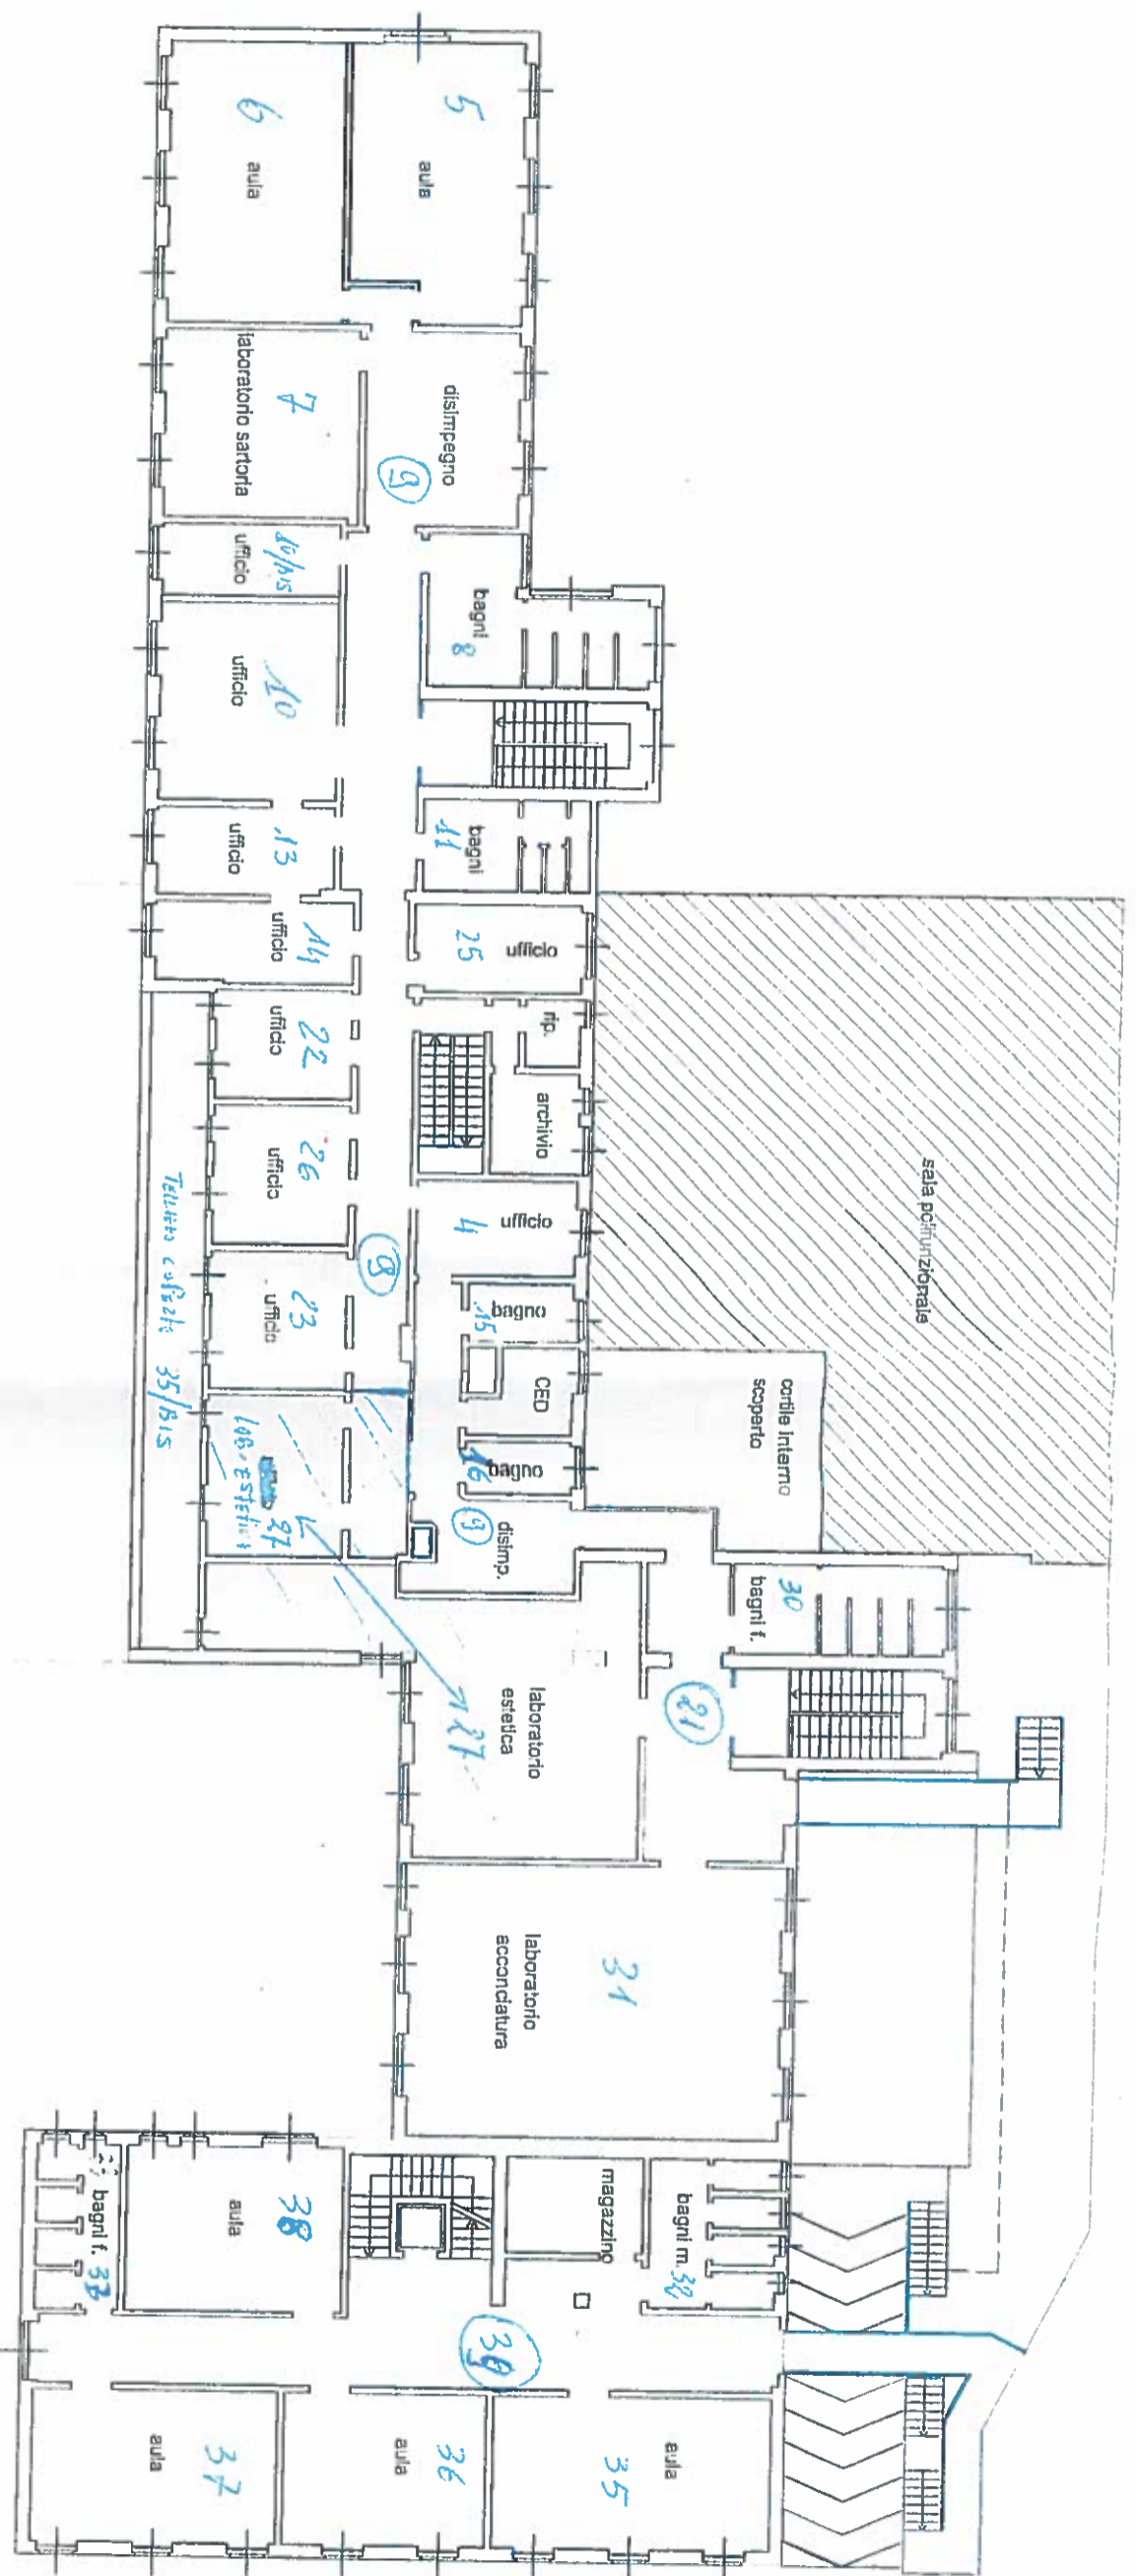 5
aula
6
aula
disimpegno
9
7
laboratorio sartoria
ufficio
bagni
8
10
ufficio
bagni
11
13
ufficio
ufficio
25
14
ufficio
rip.
22
ufficio
archivio
26
ufficio
ufficio
4
9
23
ufficio
bagno
15
CED
bagno
16
disimp.
9
35/BIS
27
LAB. ESTETICA
sala polifunzionale
cortile interno
scoperto
30
bagni f.
21
laboratorio
estetica
27
31
laboratorio
acconciatura
magazzino
bagni m.
38
aula
bagni f.
39
35
aula
36
aula
37
aula